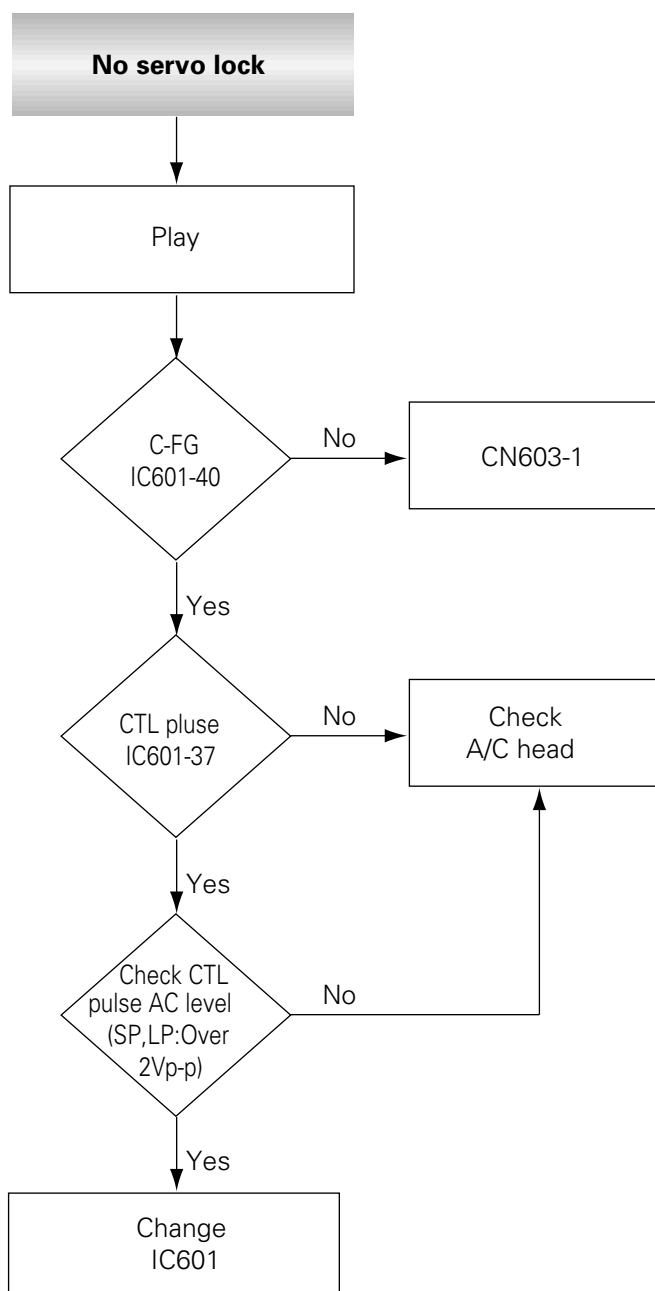 No servo lock
Play
C-FG
IC601-40
No
CN603-1
Yes
CTL pluse
IC601-37
No
Check
A/C head
Yes
Check CTL
pulse AC level
(SP,LP:Over
2Vp-p)
No
Yes
Change
IC601